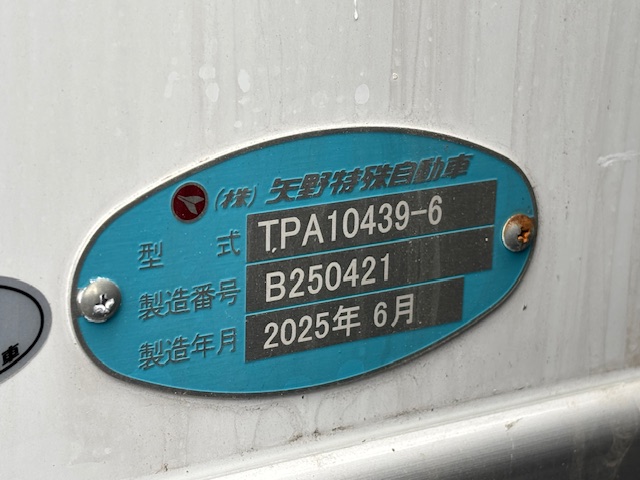 (株) 矢野特殊自動車
型 式 TPA10439-6
製造番号 B250421
製造年月 2025年 6月
車